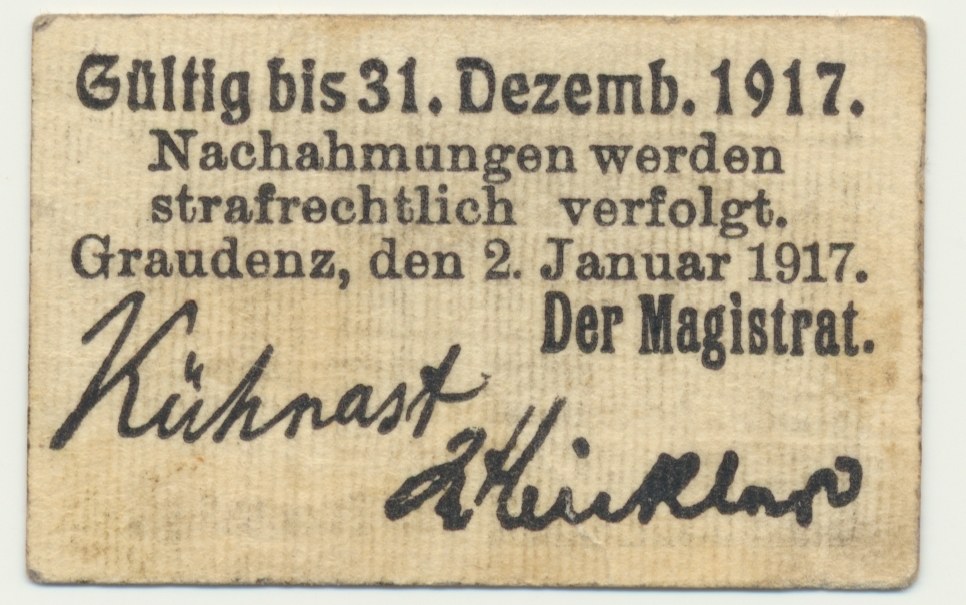 Gültig bis 31. Dezemb. 1917.
Nachahmungen werden
strafrechtlich verfolgt.
Graudenz, den 2. Januar 1917.
Der Magistrat.
Kühnast